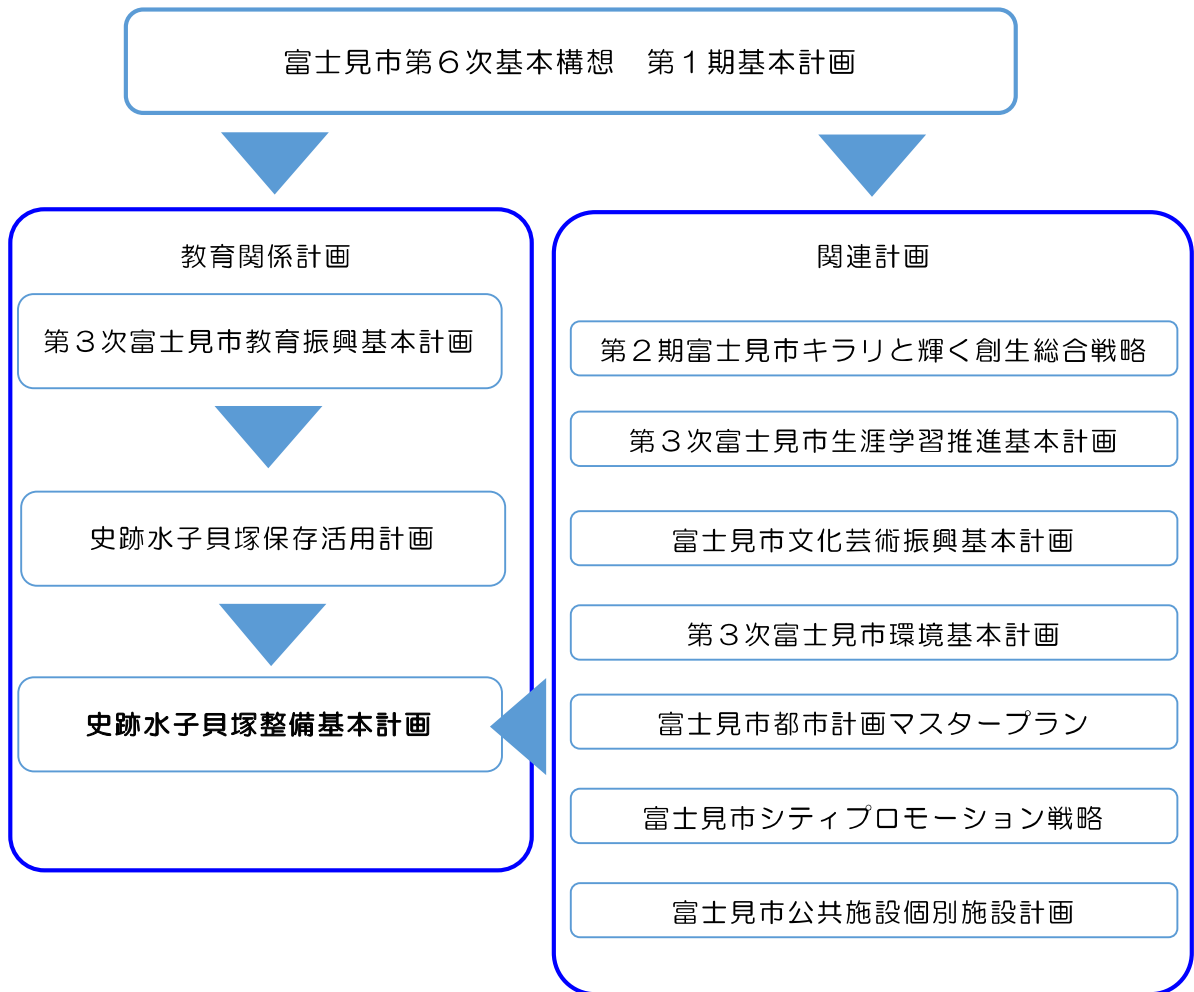 富士見市第６次基本構想　第１期基本計画
教育関係計画
第３次富士見市教育振興基本計画
史跡水子貝塚保存活用計画
史跡水子貝塚整備基本計画
関連計画
第２期富士見市キラリと輝く創生総合戦略
第３次富士見市生涯学習推進基本計画
富士見市文化芸術振興基本計画
第３次富士見市環境基本計画
富士見市都市計画マスタープラン
富士見市シティプロモーション戦略
富士見市公共施設個別施設計画